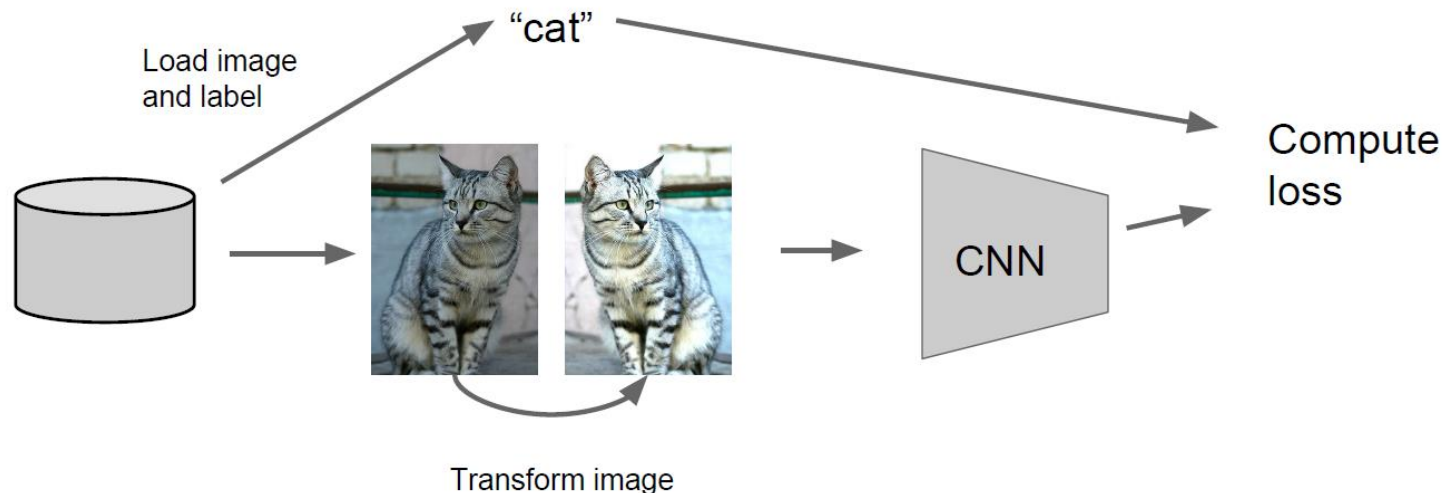 “cat”
Load image
and label
Compute
loss
CNN
Transform image